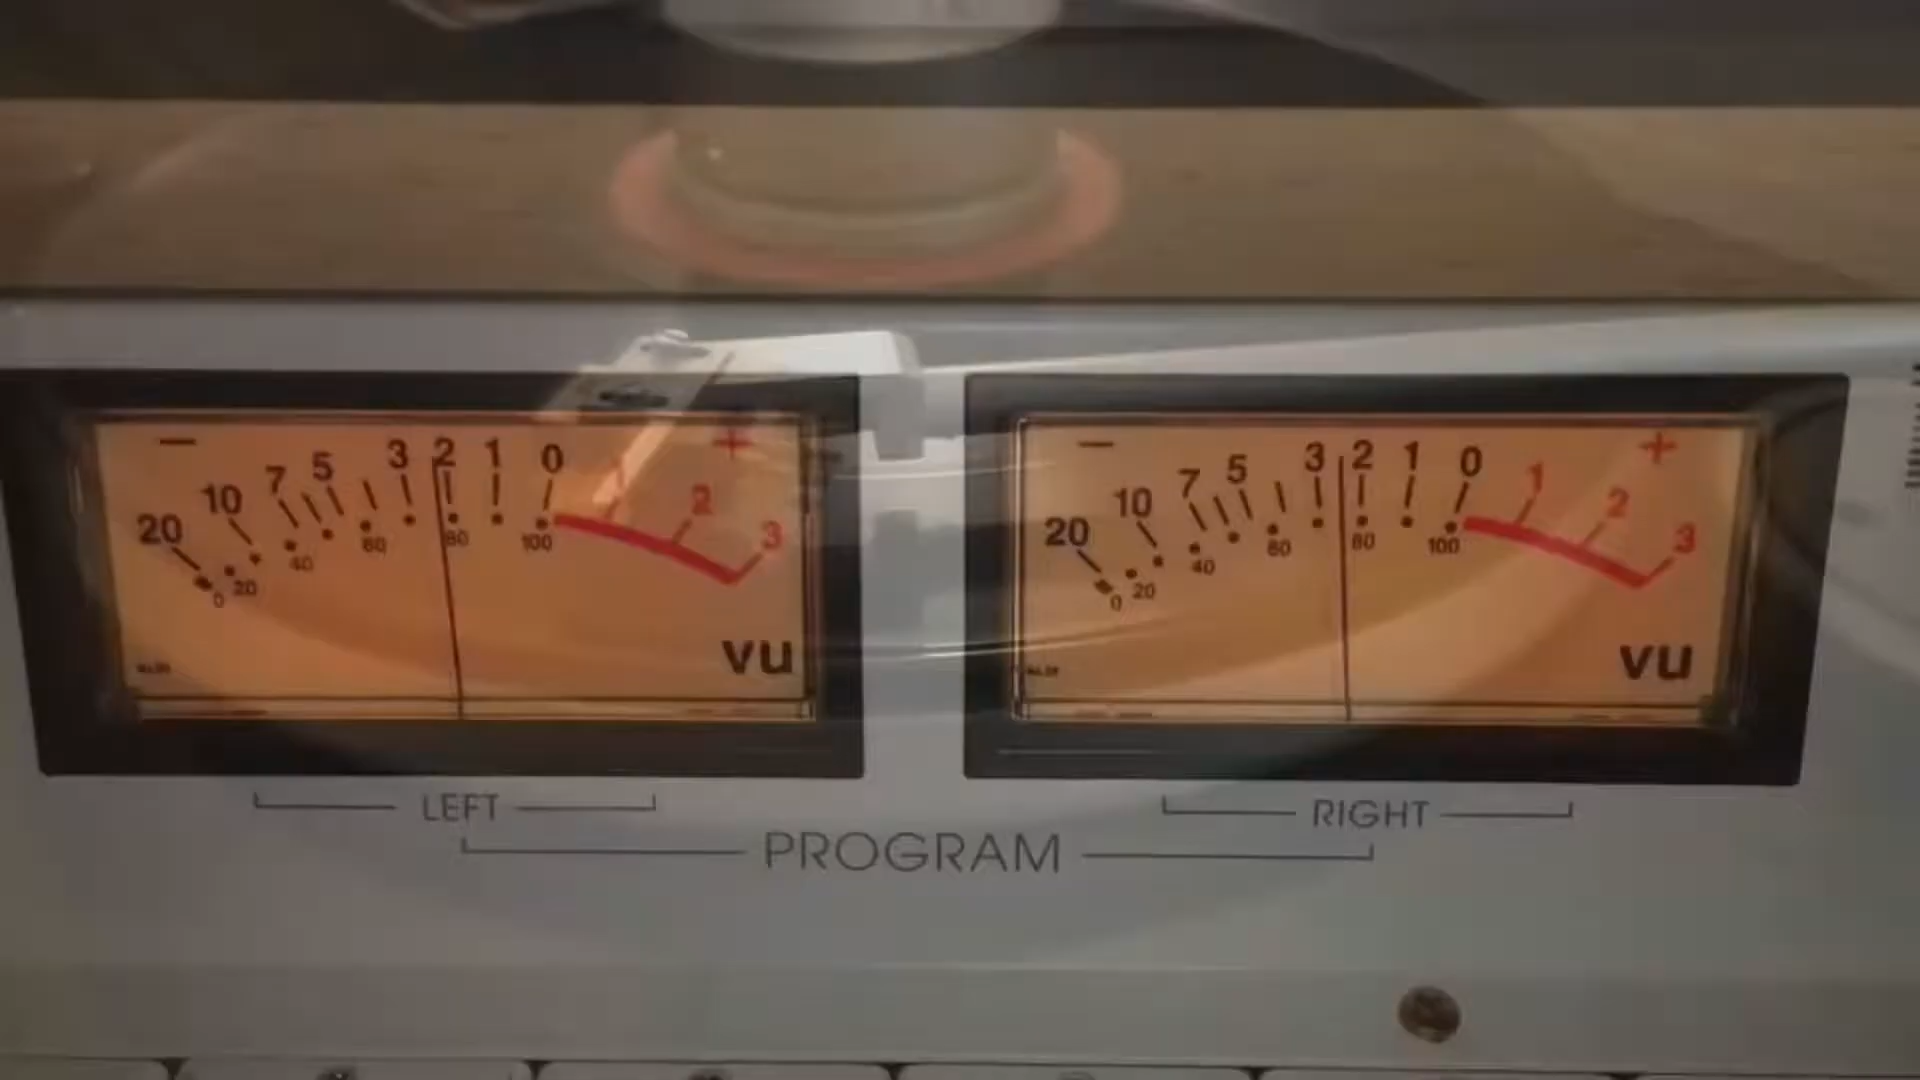 − 20 10 7 5 3 2 1 0 1 2 3 +
0 20 40 60 80 100
VU
− 20 10 7 5 3 2 1 0 1 2 3 +
0 20 40 60 80 100
VU
LEFT
RIGHT
PROGRAM